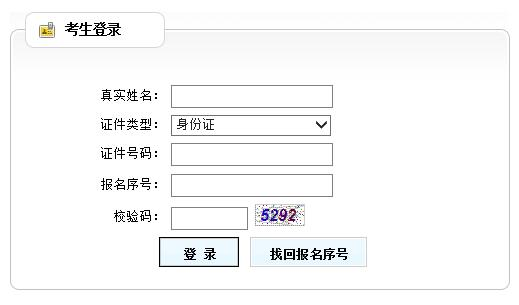 考生登录
真实姓名：
证件类型： 身份证
证件号码：
报名序号：
校验码： 5292
登 录 找回报名序号